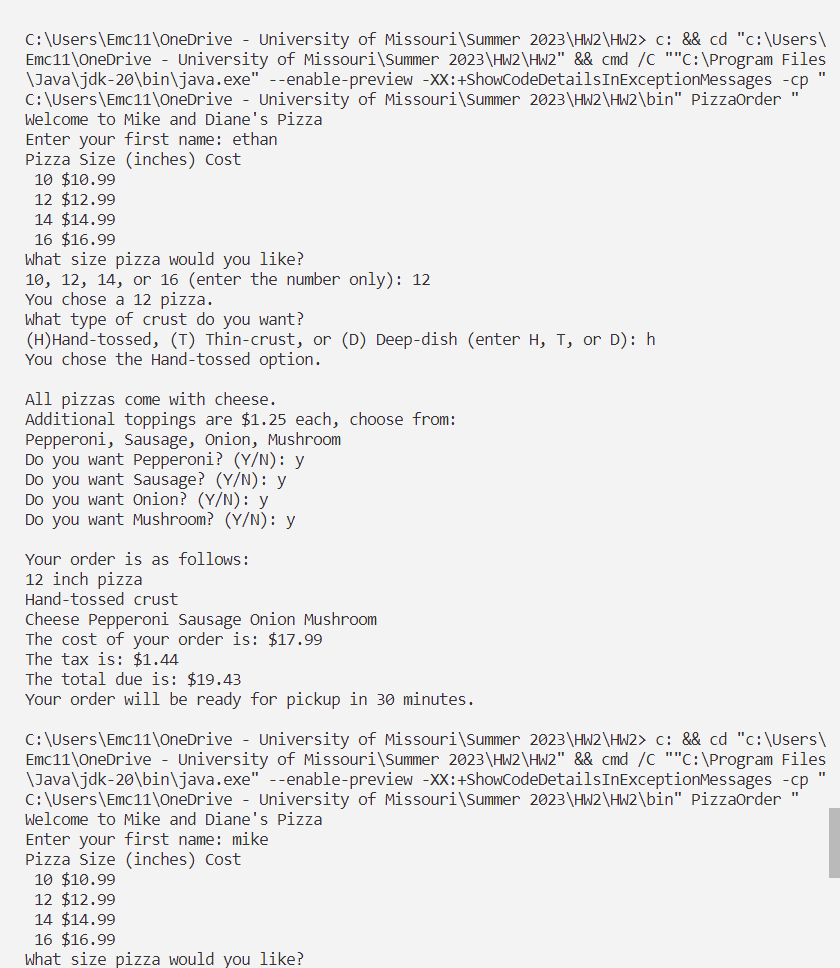 C:\Users\Emc11\OneDrive - University of Missouri\Summer 2023\HW2\HW2> c: && cd "c:\Users\
Emc11\OneDrive - University of Missouri\Summer 2023\HW2\HW2" && cmd /C ""C:\Program Files
\Java\jdk-20\bin\java.exe" --enable-preview -XX:+ShowCodeDetailsInExceptionMessages -cp "
C:\Users\Emc11\OneDrive - University of Missouri\Summer 2023\HW2\HW2\bin" PizzaOrder "
Welcome to Mike and Diane's Pizza
Enter your first name: ethan
Pizza Size (inches) Cost
 10 $10.99
 12 $12.99
 14 $14.99
 16 $16.99
What size pizza would you like?
10, 12, 14, or 16 (enter the number only): 12
You chose a 12 pizza.
What type of crust do you want?
(H)Hand-tossed, (T) Thin-crust, or (D) Deep-dish (enter H, T, or D): h
You chose the Hand-tossed option.

All pizzas come with cheese.
Additional toppings are $1.25 each, choose from:
Pepperoni, Sausage, Onion, Mushroom
Do you want Pepperoni? (Y/N): y
Do you want Sausage? (Y/N): y
Do you want Onion? (Y/N): y
Do you want Mushroom? (Y/N): y

Your order is as follows:
12 inch pizza
Hand-tossed crust
Cheese Pepperoni Sausage Onion Mushroom
The cost of your order is: $17.99
The tax is: $1.44
The total due is: $19.43
Your order will be ready for pickup in 30 minutes.

C:\Users\Emc11\OneDrive - University of Missouri\Summer 2023\HW2\HW2> c: && cd "c:\Users\
Emc11\OneDrive - University of Missouri\Summer 2023\HW2\HW2" && cmd /C ""C:\Program Files
\Java\jdk-20\bin\java.exe" --enable-preview -XX:+ShowCodeDetailsInExceptionMessages -cp "
C:\Users\Emc11\OneDrive - University of Missouri\Summer 2023\HW2\HW2\bin" PizzaOrder "
Welcome to Mike and Diane's Pizza
Enter your first name: mike
Pizza Size (inches) Cost
 10 $10.99
 12 $12.99
 14 $14.99
 16 $16.99
What size pizza would you like?